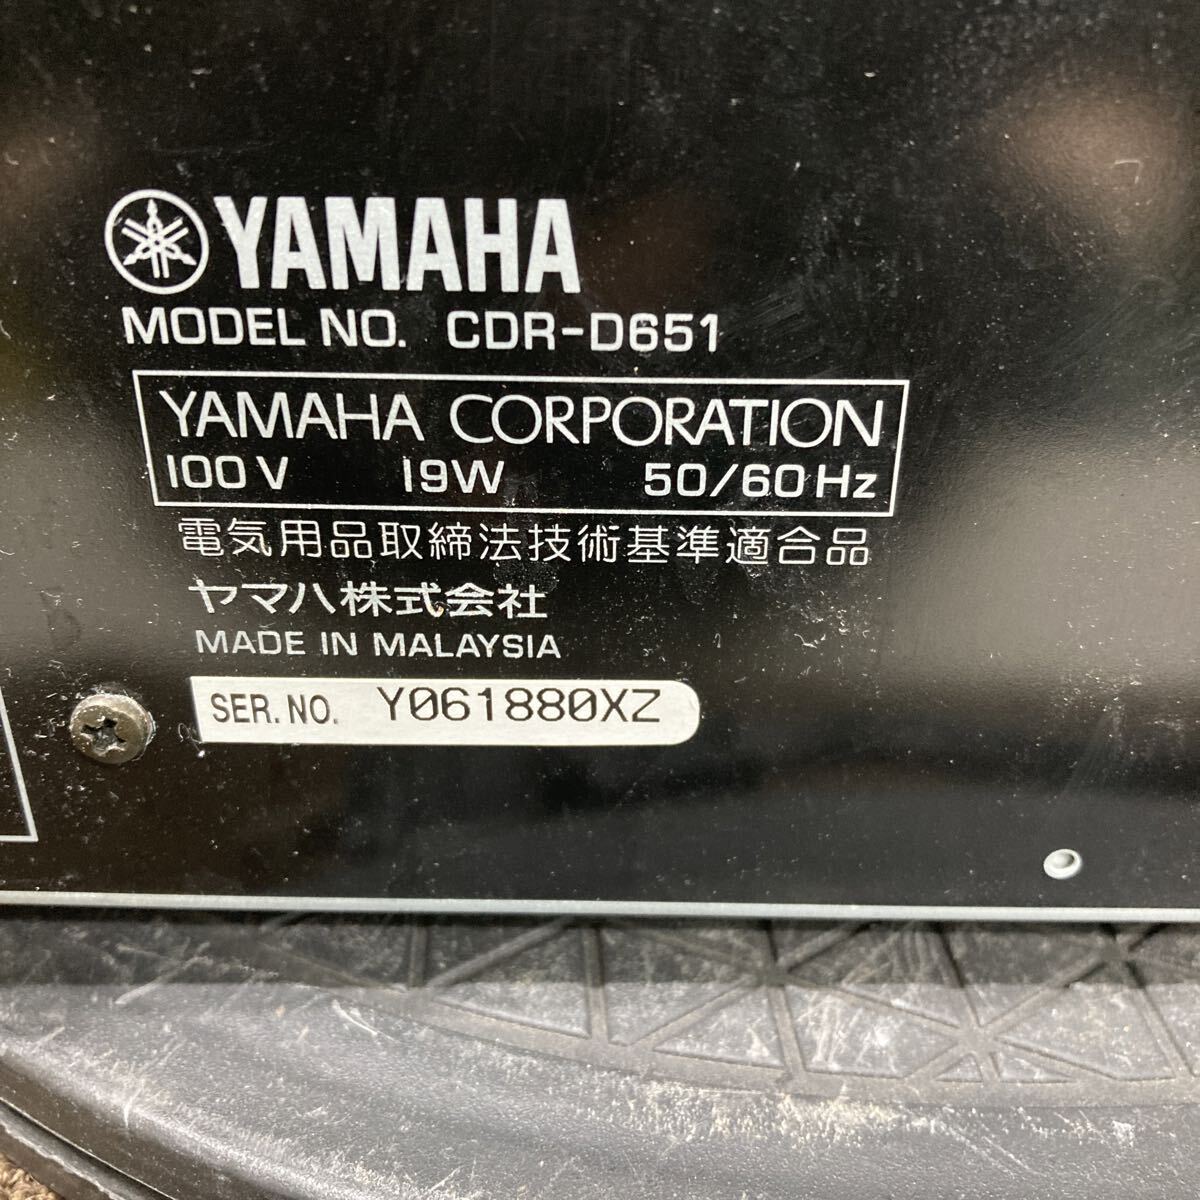 YAMAHA
MODEL NO. CDR-D651
YAMAHA CORPORATION
100V 19W 50/60Hz
電気用品取締法技術基準適合品
ヤマハ株式会社
MADE IN MALAYSIA
SER. NO. Y061880XZ